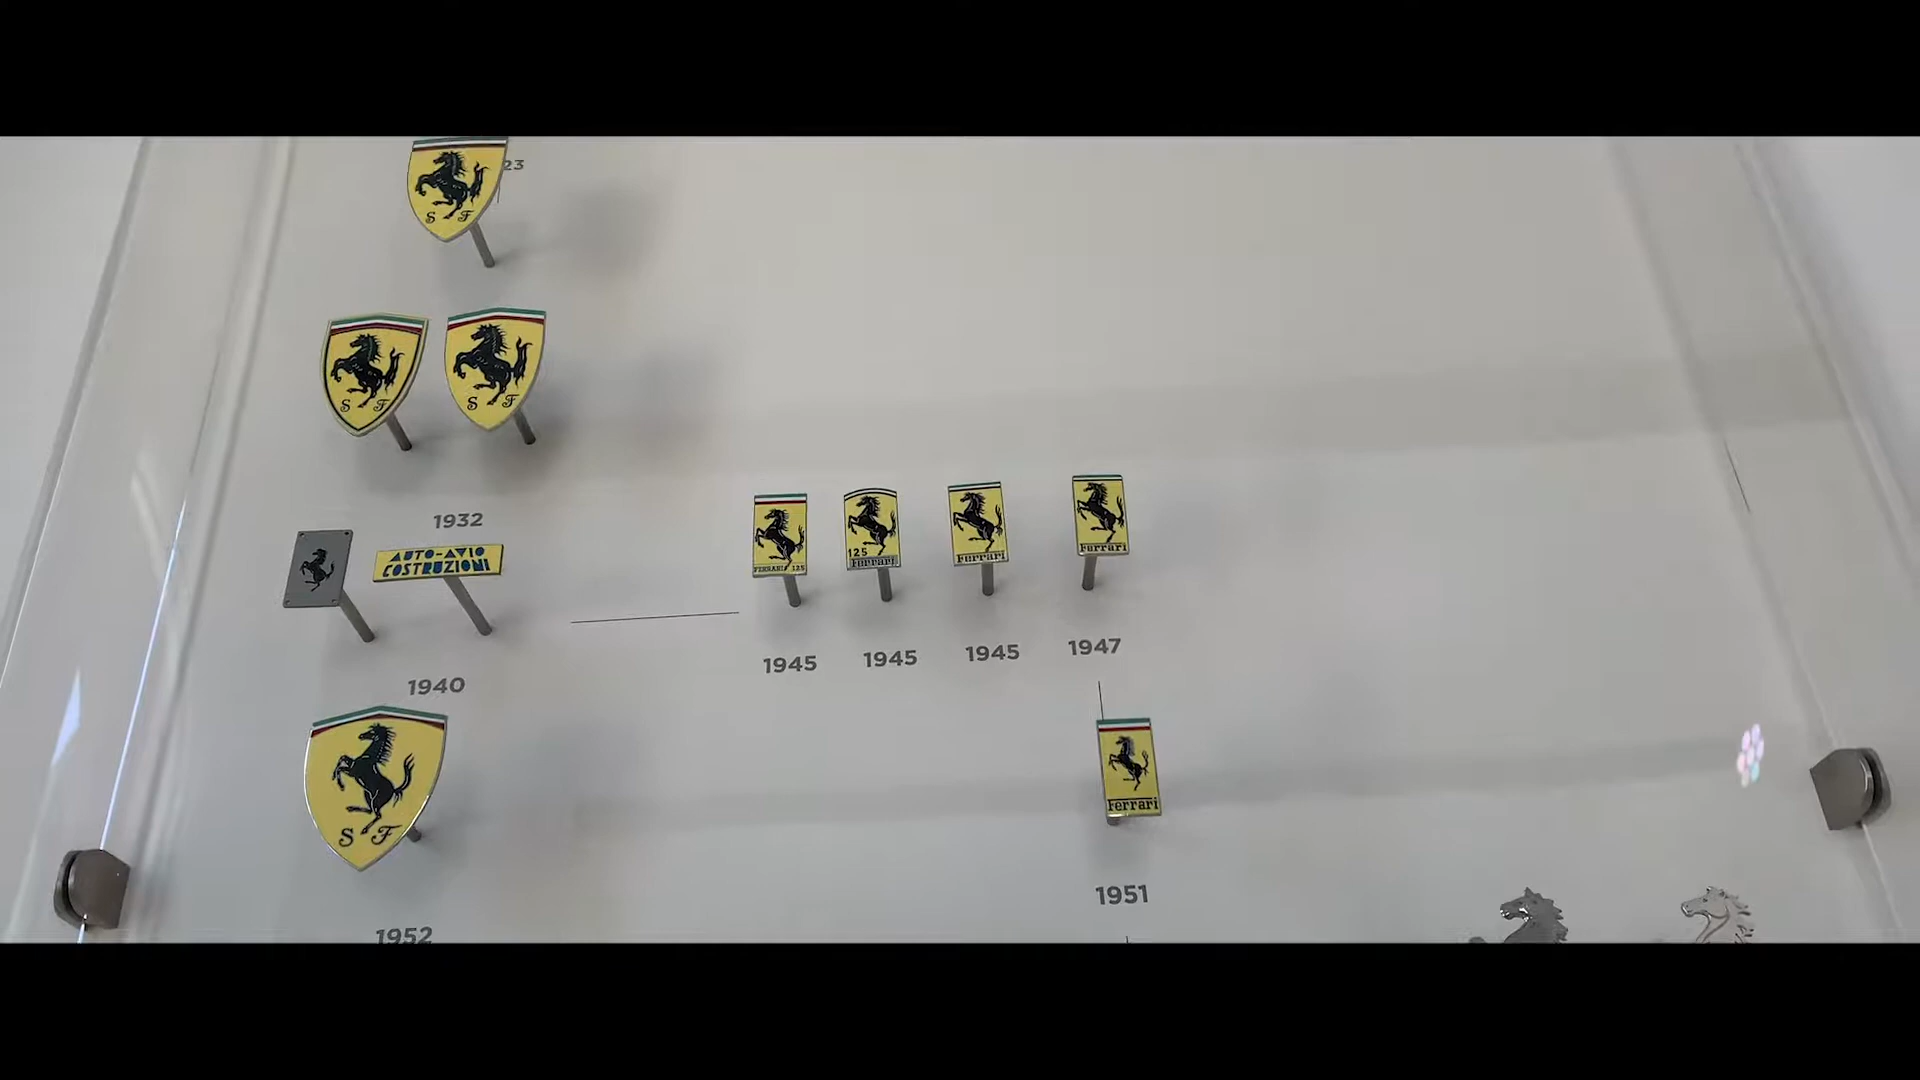 23
S F
S F
S F
1932
AUTO-AVIO
COSTRUZIONI
1940
FERRARI 125
125
Ferrari
Ferrari
Ferrari
1945
1945
1945
1947
S F
Ferrari
1951
1952